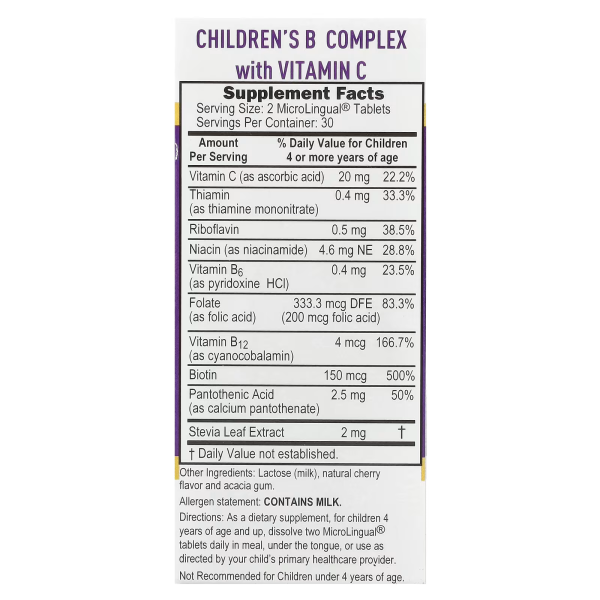 CHILDREN'S B COMPLEX
with VITAMIN C
Supplement Facts
Serving Size: 2 MicroLingual® Tablets
Servings Per Container: 30
Amount % Daily Value for Children
Per Serving 4 or more years of age
Vitamin C (as ascorbic acid) 20 mg 22.2%
Thiamin 0.4 mg 33.3%
(as thiamine mononitrate)
Riboflavin 0.5 mg 38.5%
Niacin (as niacinamide) 4.6 mg NE 28.8%
Vitamin B6 0.4 mg 23.5%
(as pyridoxine HCl)
Folate 333.3 mcg DFE 83.3%
(as folic acid) (200 mcg folic acid)
Vitamin B12 4 mcg 166.7%
(as cyanocobalamin)
Biotin 150 mcg 500%
Pantothenic Acid 2.5 mg 50%
(as calcium pantothenate)
Stevia Leaf Extract 2 mg †
† Daily Value not established.
Other Ingredients: Lactose (milk), natural cherry
flavor and acacia gum.
Allergen statement: CONTAINS MILK.
Directions: As a dietary supplement, for children 4
years of age and up, dissolve two MicroLingual®
tablets daily in meal, under the tongue, or use as
directed by your child's primary healthcare provider.
Not Recommended for Children under 4 years of age.